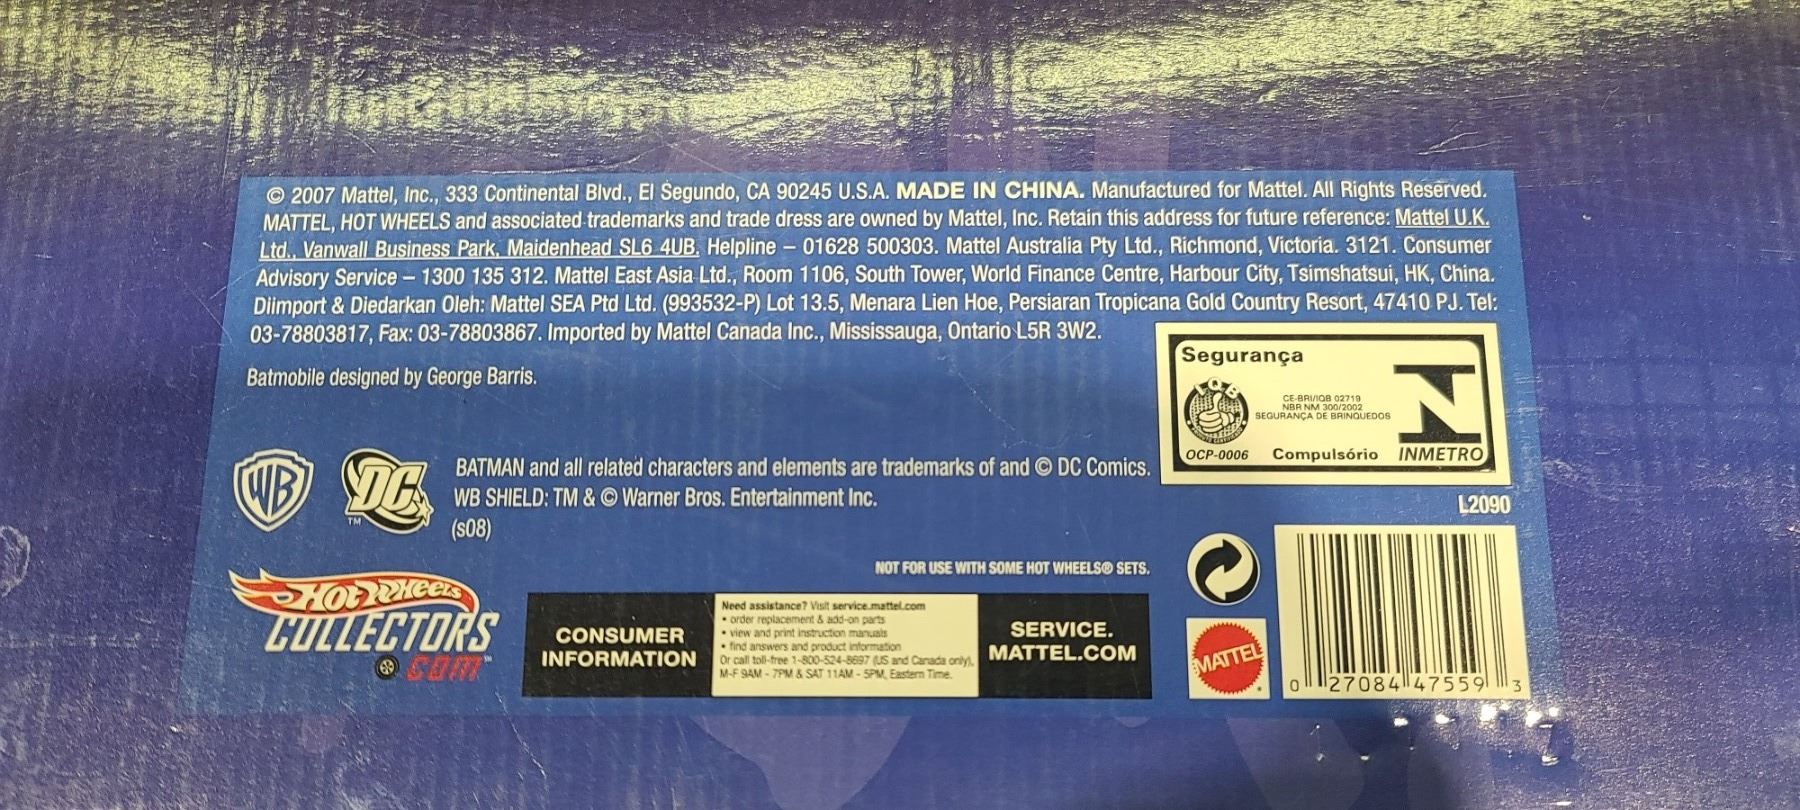 © 2007 Mattel, Inc., 333 Continental Blvd., El Segundo, CA 90245 U.S.A. MADE IN CHINA. Manufactured for Mattel. All Rights Reserved.
MATTEL, HOT WHEELS and associated trademarks and trade dress are owned by Mattel, Inc. Retain this address for future reference: Mattel U.K.
Ltd., Vanwall Business Park, Maidenhead SL6 4UB. Helpline – 01628 500303. Mattel Australia Pty Ltd., Richmond, Victoria. 3121. Consumer
Advisory Service – 1300 135 312. Mattel East Asia Ltd., Room 1106, South Tower, World Finance Centre, Harbour City, Tsimshatsui, HK, China.
Diimport & Diedarkan Oleh: Mattel SEA Ptd Ltd. (993532-P) Lot 13.5, Menara Lien Hoe, Persiaran Tropicana Gold Country Resort, 47410 PJ. Tel:
03-78803817, Fax: 03-78803867. Imported by Mattel Canada Inc., Mississauga, Ontario L5R 3W2.
Batmobile designed by George Barris.
Segurança
IQB
CE-BRI/IQB 02719
NBR NM 300/2002
SEGURANÇA DE BRINQUEDOS
OCP-0006 Compulsório INMETRO
WB DC TM
BATMAN and all related characters and elements are trademarks of and © DC Comics.
WB SHIELD: TM & © Warner Bros. Entertainment Inc.
(s08)
L2090
NOT FOR USE WITH SOME HOT WHEELS® SETS.
HOT WHEELS
COLLECTORS
.COM™
CONSUMER
INFORMATION
Need assistance? Visit service.mattel.com
• order replacement & add-on parts
• view and print instruction manuals
• find answers and product information
Or call toll-free 1-800-524-8697 (US and Canada only),
M-F 9AM - 7PM & SAT 11AM - 5PM, Eastern Time.
SERVICE.
MATTEL.COM
MATTEL®
0 27084 47559 3